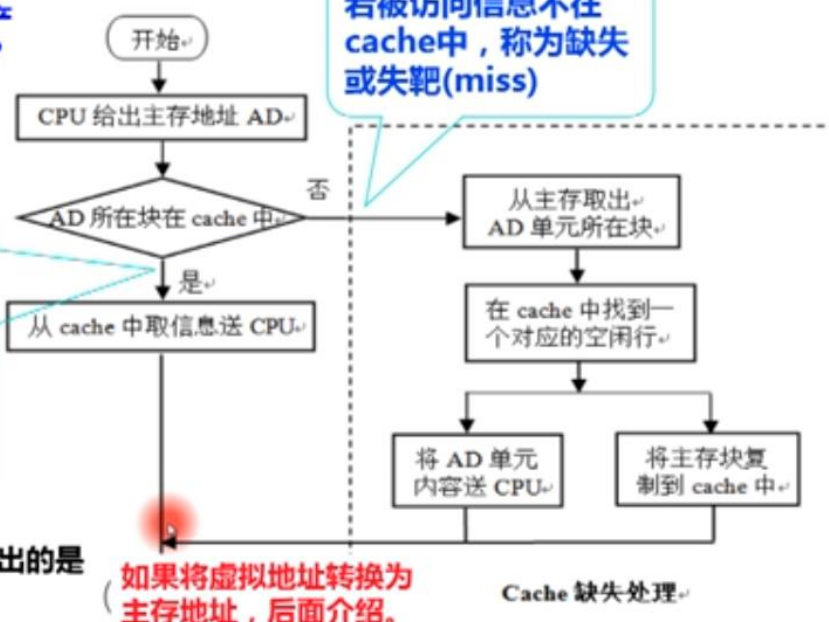 若被访问信息不在
cache中，称为缺失
或失靶(miss)
开始
CPU 给出主存地址 AD
AD 所在块在 cache 中
否
是
从 cache 中取信息送 CPU
从主存取出
AD 单元所在块
在 cache 中找到一
个对应的空闲行
将 AD 单元
内容送 CPU
将主存块复
制到 cache 中
出的是
（
如果将虚拟地址转换为
主存地址，后面介绍。
Cache 缺失处理